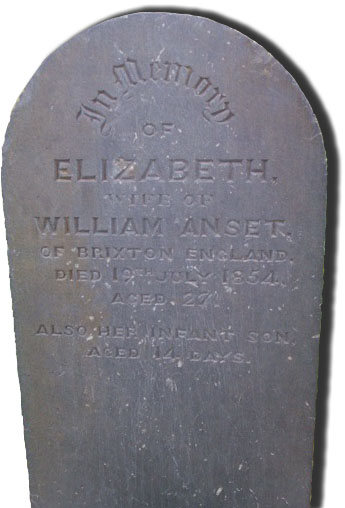 In Memory
OF
ELIZABETH,
WIFE OF
WILLIAM ANSET,
OF BRIXTON ENGLAND,
DIED 19TH JULY 1854,
AGED 27.
ALSO HER INFANT SON,
AGED 14 DAYS.